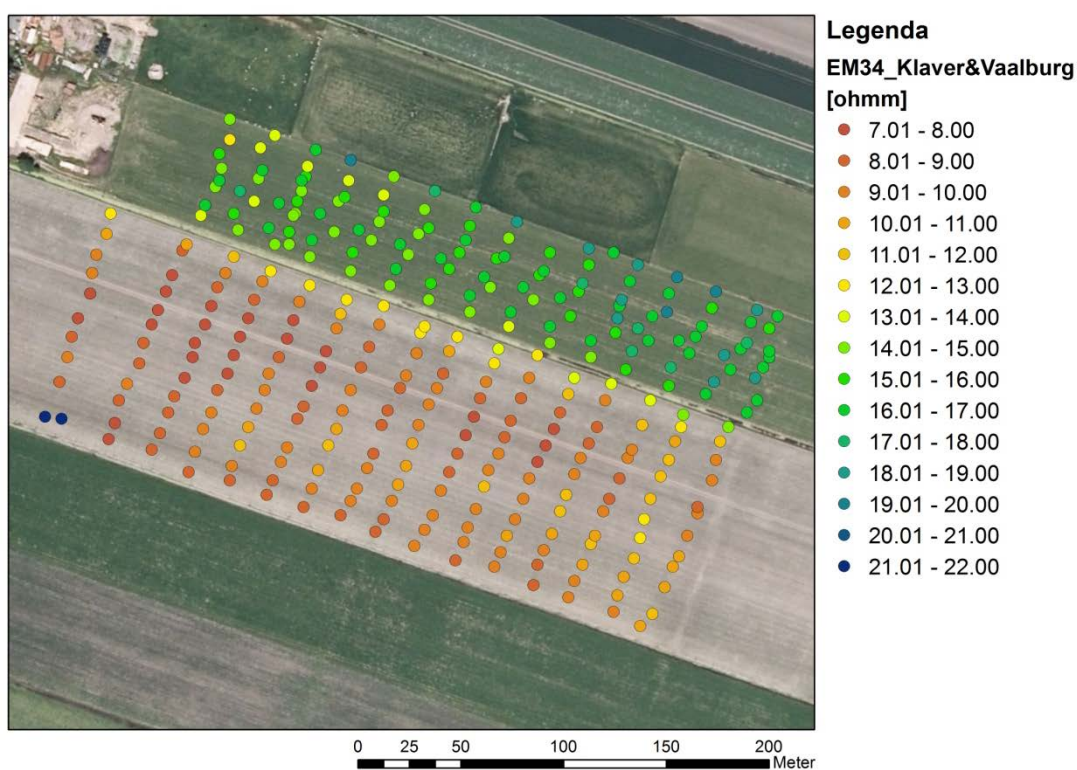 Legenda
EM34_Klaver&Vaalburg
[ohmm]
7.01 - 8.00
8.01 - 9.00
9.01 - 10.00
10.01 - 11.00
11.01 - 12.00
12.01 - 13.00
13.01 - 14.00
14.01 - 15.00
15.01 - 16.00
16.01 - 17.00
17.01 - 18.00
18.01 - 19.00
19.01 - 20.00
20.01 - 21.00
21.01 - 22.00
0 25 50 100 150 200
Meter